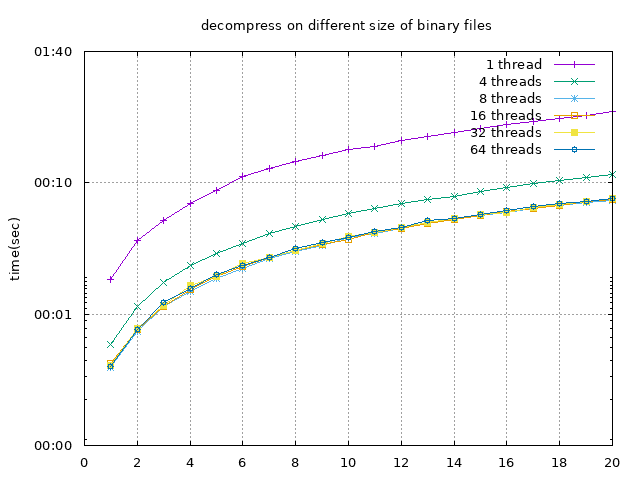 decompress on different size of binary files
01:40
00:10
00:01
00:00
time(sec)
1 thread
4 threads
8 threads
16 threads
32 threads
64 threads
0 2 4 6 8 10 12 14 16 18 20